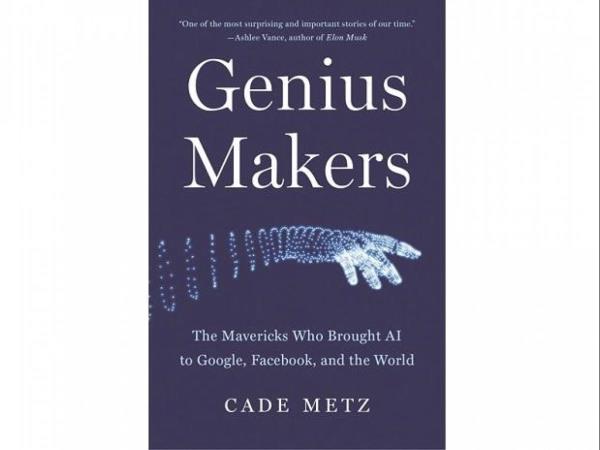 "One of the most surprising and important stories of our time."
—Ashlee Vance, author of Elon Musk
Genius
Makers
The Mavericks Who Brought AI
to Google, Facebook, and the World
CADE METZ